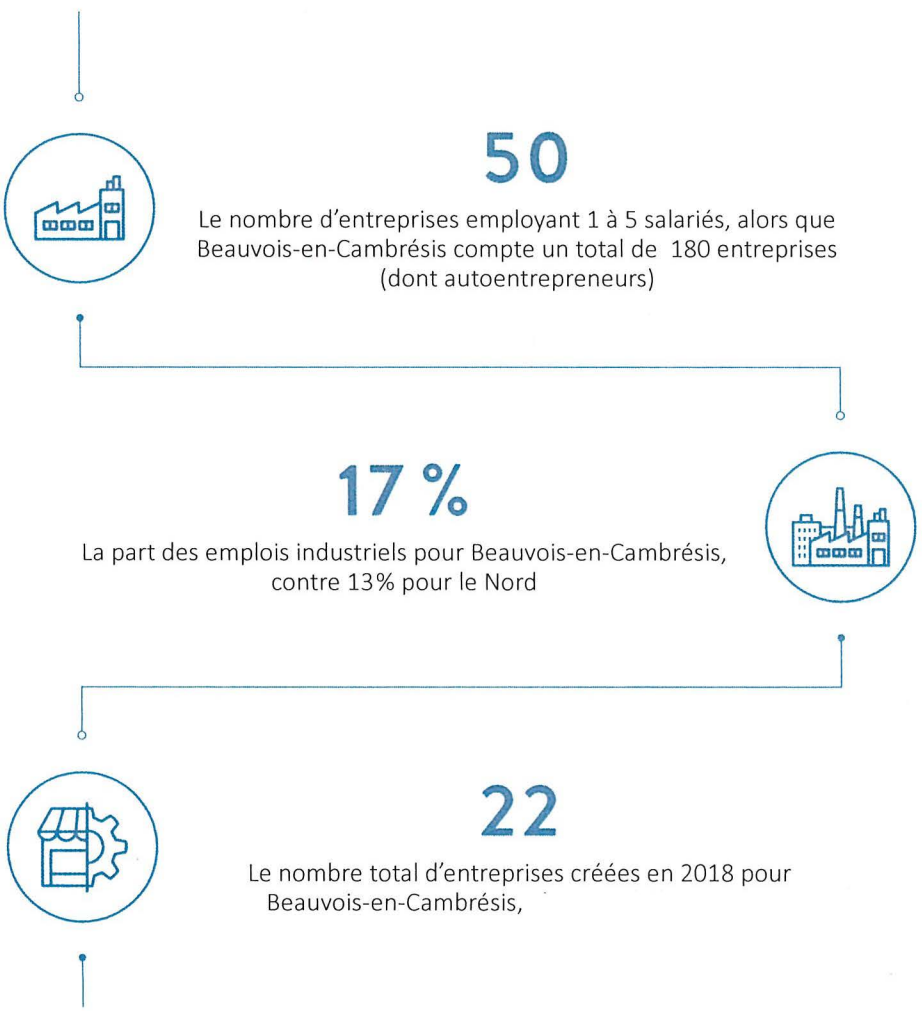 50
Le nombre d'entreprises employant 1 à 5 salariés, alors que
Beauvois-en-Cambrésis compte un total de 180 entreprises
(dont autoentrepreneurs)
17 %
La part des emplois industriels pour Beauvois-en-Cambrésis,
contre 13% pour le Nord
22
Le nombre total d'entreprises créées en 2018 pour
Beauvois-en-Cambrésis,